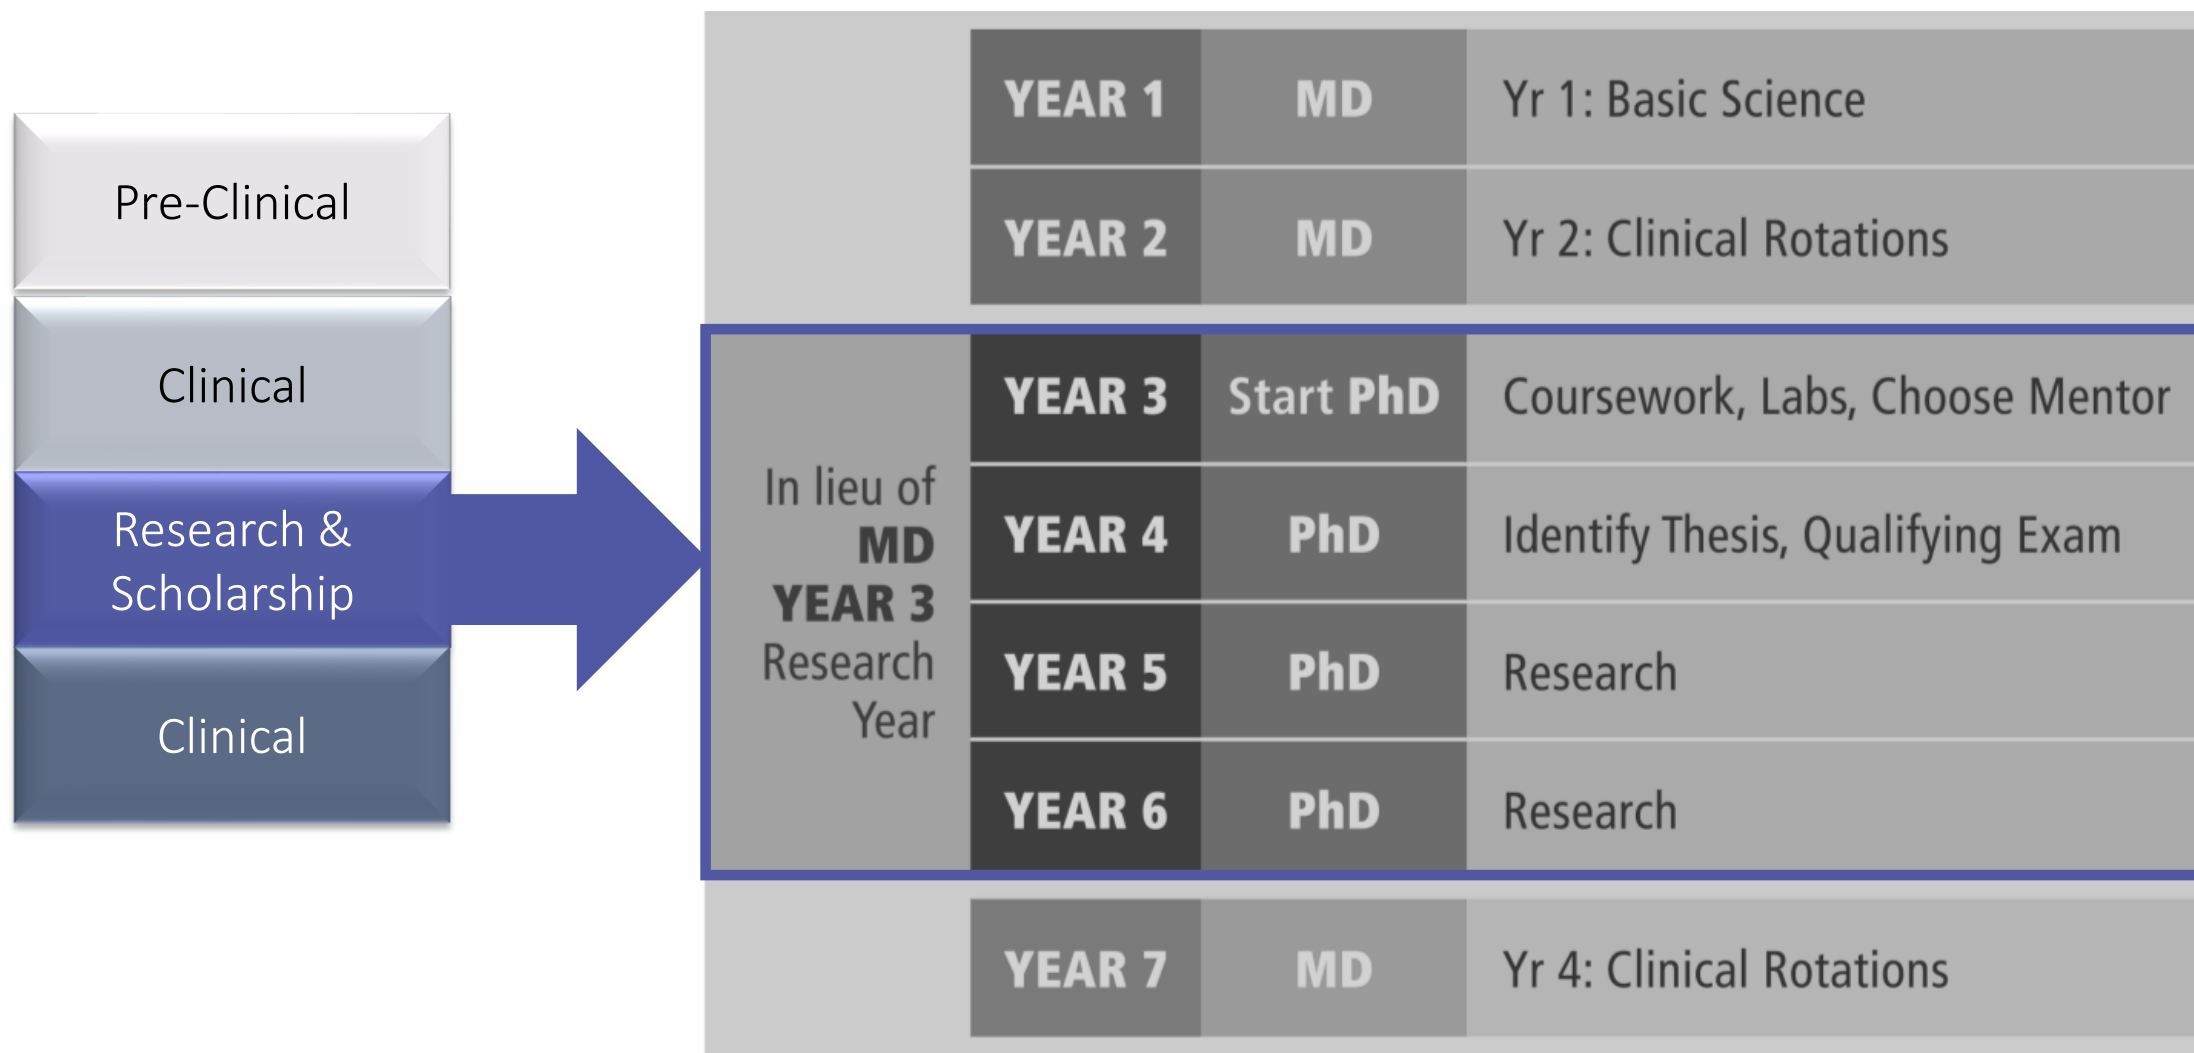 Pre-Clinical
Clinical
Research &
Scholarship
Clinical
YEAR 1 MD Yr 1: Basic Science
YEAR 2 MD Yr 2: Clinical Rotations
In lieu of
MD
YEAR 3
Research
Year
YEAR 3 Start PhD Coursework, Labs, Choose Mentor
YEAR 4 PhD Identify Thesis, Qualifying Exam
YEAR 5 PhD Research
YEAR 6 PhD Research
YEAR 7 MD Yr 4: Clinical Rotations